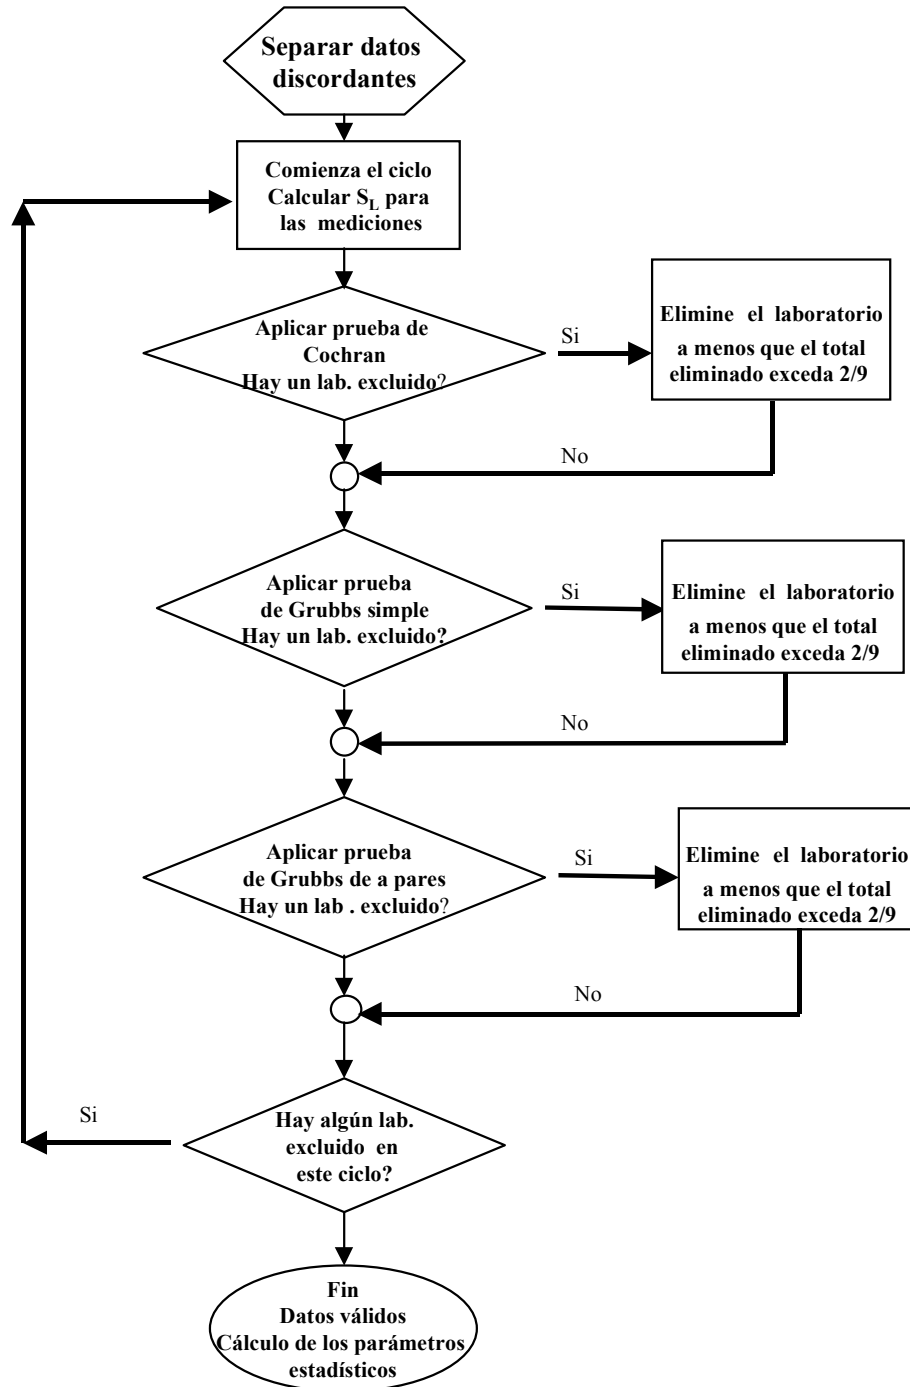 Separar datos
discordantes
Comienza el ciclo
Calcular S_L para
las mediciones
Aplicar prueba de
Cochran
Hay un lab. excluido?
Si
Elimine el laboratorio
a menos que el total
eliminado exceda 2/9
No
Aplicar prueba
de Grubbs simple
Hay un lab. excluido?
Si
Elimine el laboratorio
a menos que el total
eliminado exceda 2/9
No
Aplicar prueba
de Grubbs de a pares
Hay un lab . excluido?
Si
Elimine el laboratorio
a menos que el total
eliminado exceda 2/9
No
Hay algún lab.
excluido en
este ciclo?
Si
Fin
Datos válidos
Cálculo de los parámetros
estadísticos